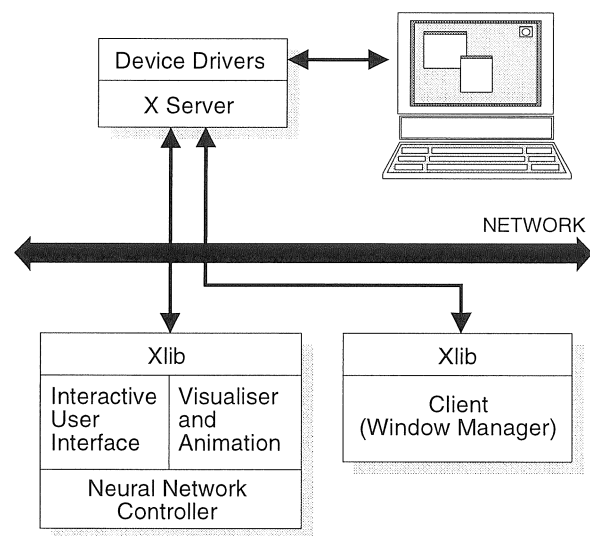 Device Drivers
X Server
NETWORK
Xlib
Interactive
User
Interface
Visualiser
and
Animation
Neural Network
Controller
Xlib
Client
(Window Manager)